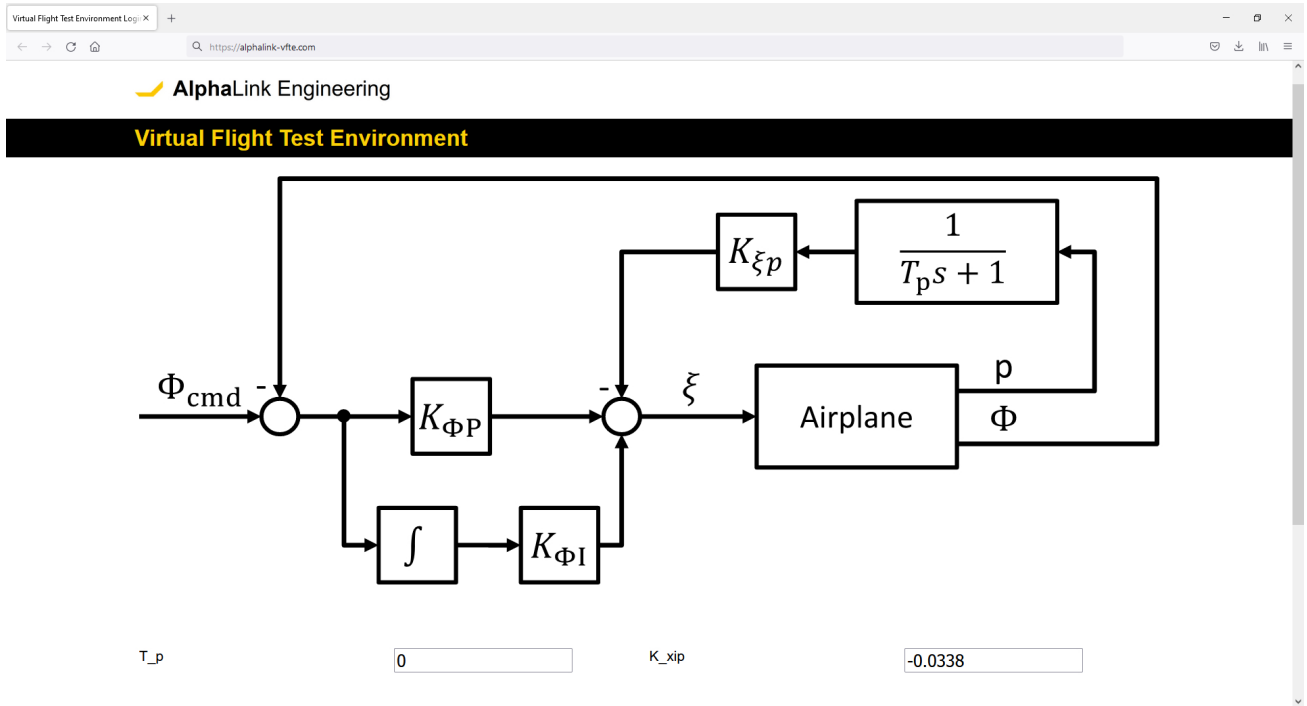 Virtual Flight Test Environment Logi
https://alphalink-vfte.com
AlphaLink Engineering
Virtual Flight Test Environment
1
T_p s + 1
K_ξp
p
Φ_cmd
-
-
ξ
K_ΦP
Airplane
Φ
∫
K_ΦI
T_p
0
K_xip
-0.0338